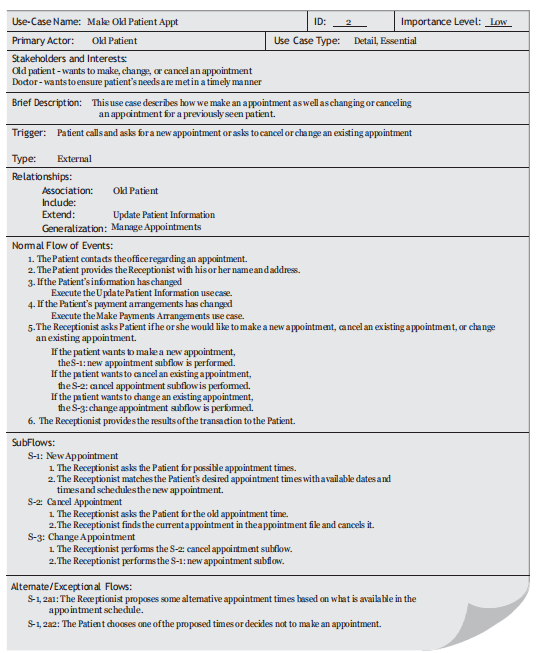 Use-Case Name: Make Old Patient Appt ID: 2 Importance Level: Low
Primary Actor: Old Patient Use Case Type: Detail, Essential
Stakeholders and Interests:
Old patient - wants to make, change, or cancel an appointment
Doctor - wants to ensure patient's needs are met in a timely manner
Brief Description: This use case describes how we make an appointment as well as changing or canceling
an appointment for a previously seen patient.
Trigger: Patient calls and asks for a new appointment or asks to cancel or change an existing appointment
Type: External
Relationships:
Association: Old Patient
Include:
Extend: Update Patient Information
Generalization: Manage Appointments
Normal Flow of Events:
1. The Patient contacts the office regarding an appointment.
2. The Patient provides the Receptionist with his or her name and address.
3. If the Patient's information has changed
Execute the Update Patient Information use case.
4. If the Patient's payment arrangements has changed
Execute the Make Payments Arrangements use case.
5. The Receptionist asks Patient if he or she would like to make a new appointment, cancel an existing appointment, or change
an existing appointment.
If the patient wants to make a new appointment,
the S-1: new appointment subflow is performed.
If the patient wants to cancel an existing appointment,
the S-2: cancel appointment subflow is performed.
If the patient wants to change an existing appointment,
the S-3: change appointment subflow is performed.
6. The Receptionist provides the results of the transaction to the Patient.
SubFlows:
S-1: New Appointment
1. The Receptionist asks the Patient for possible appointment times.
2. The Receptionist matches the Patient's desired appointment times with available dates and
times and schedules the new appointment.
S-2: Cancel Appointment
1. The Receptionist asks the Patient for the old appointment time.
2. The Receptionist finds the current appointment in the appointment file and cancels it.
S-3: Change Appointment
1. The Receptionist performs the S-2: cancel appointment subflow.
2. The Receptionist performs the S-1: new appointment subflow.
Alternate/Exceptional Flows:
S-1, 2a1: The Receptionist proposes some alternative appointment times based on what is available in the
appointment schedule.
S-1, 2a2: The Patient chooses one of the proposed times or decides not to make an appointment.